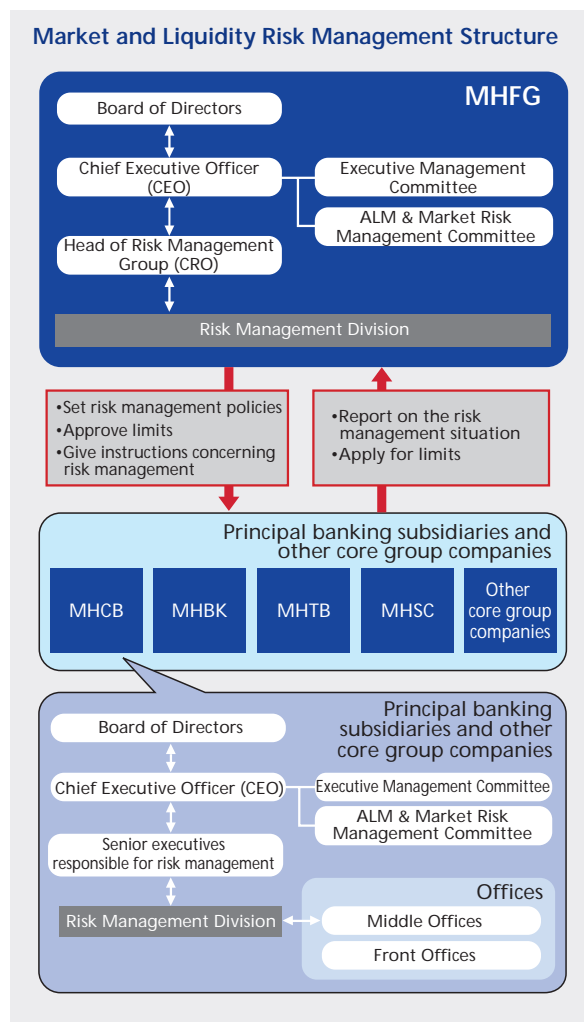 Market and Liquidity Risk Management Structure
MHFG
Board of Directors
Chief Executive Officer
(CEO)
Executive Management
Committee
ALM & Market Risk
Management Committee
Head of Risk Management
Group (CRO)
Risk Management Division
•Set risk management policies
•Approve limits
•Give instructions concerning
risk management
•Report on the risk
management situation
•Apply for limits
Principal banking subsidiaries and
other core group companies
MHCB
MHBK
MHTB
MHSC
Other
core group
companies
Principal banking
subsidiaries and other
core group companies
Board of Directors
Chief Executive Officer (CEO)
Executive Management Committee
ALM & Market Risk
Management Committee
Senior executives
responsible for risk management
Risk Management Division
Offices
Middle Offices
Front Offices